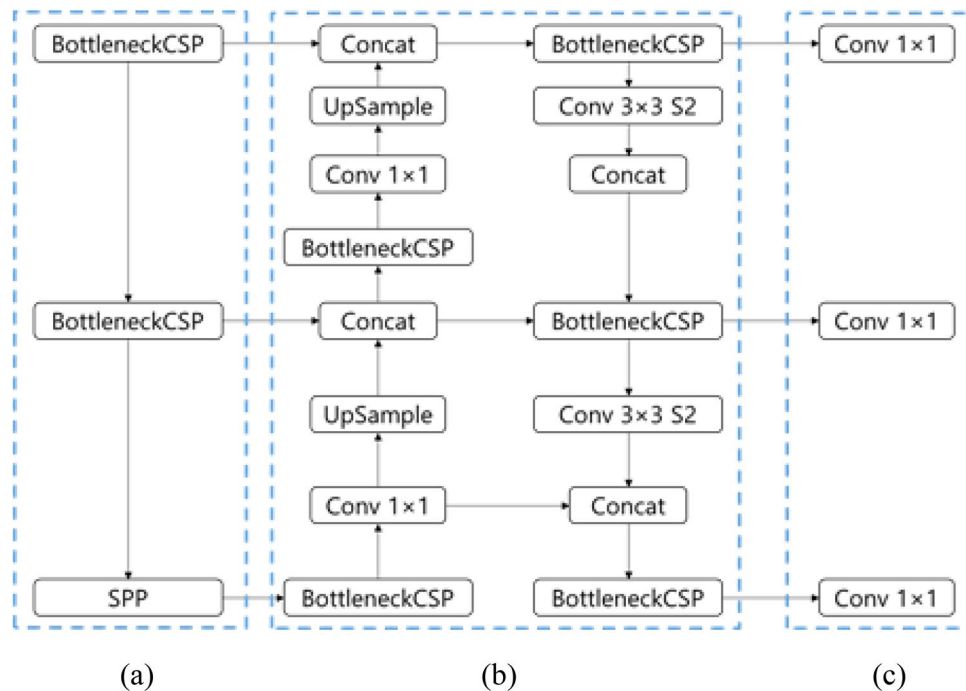 BottleneckCSP Concat BottleneckCSP Conv 1×1
UpSample Conv 3×3 S2
Conv 1×1 Concat
BottleneckCSP
BottleneckCSP Concat BottleneckCSP Conv 1×1
UpSample Conv 3×3 S2
Conv 1×1 Concat
SPP BottleneckCSP BottleneckCSP Conv 1×1
(a) (b) (c)